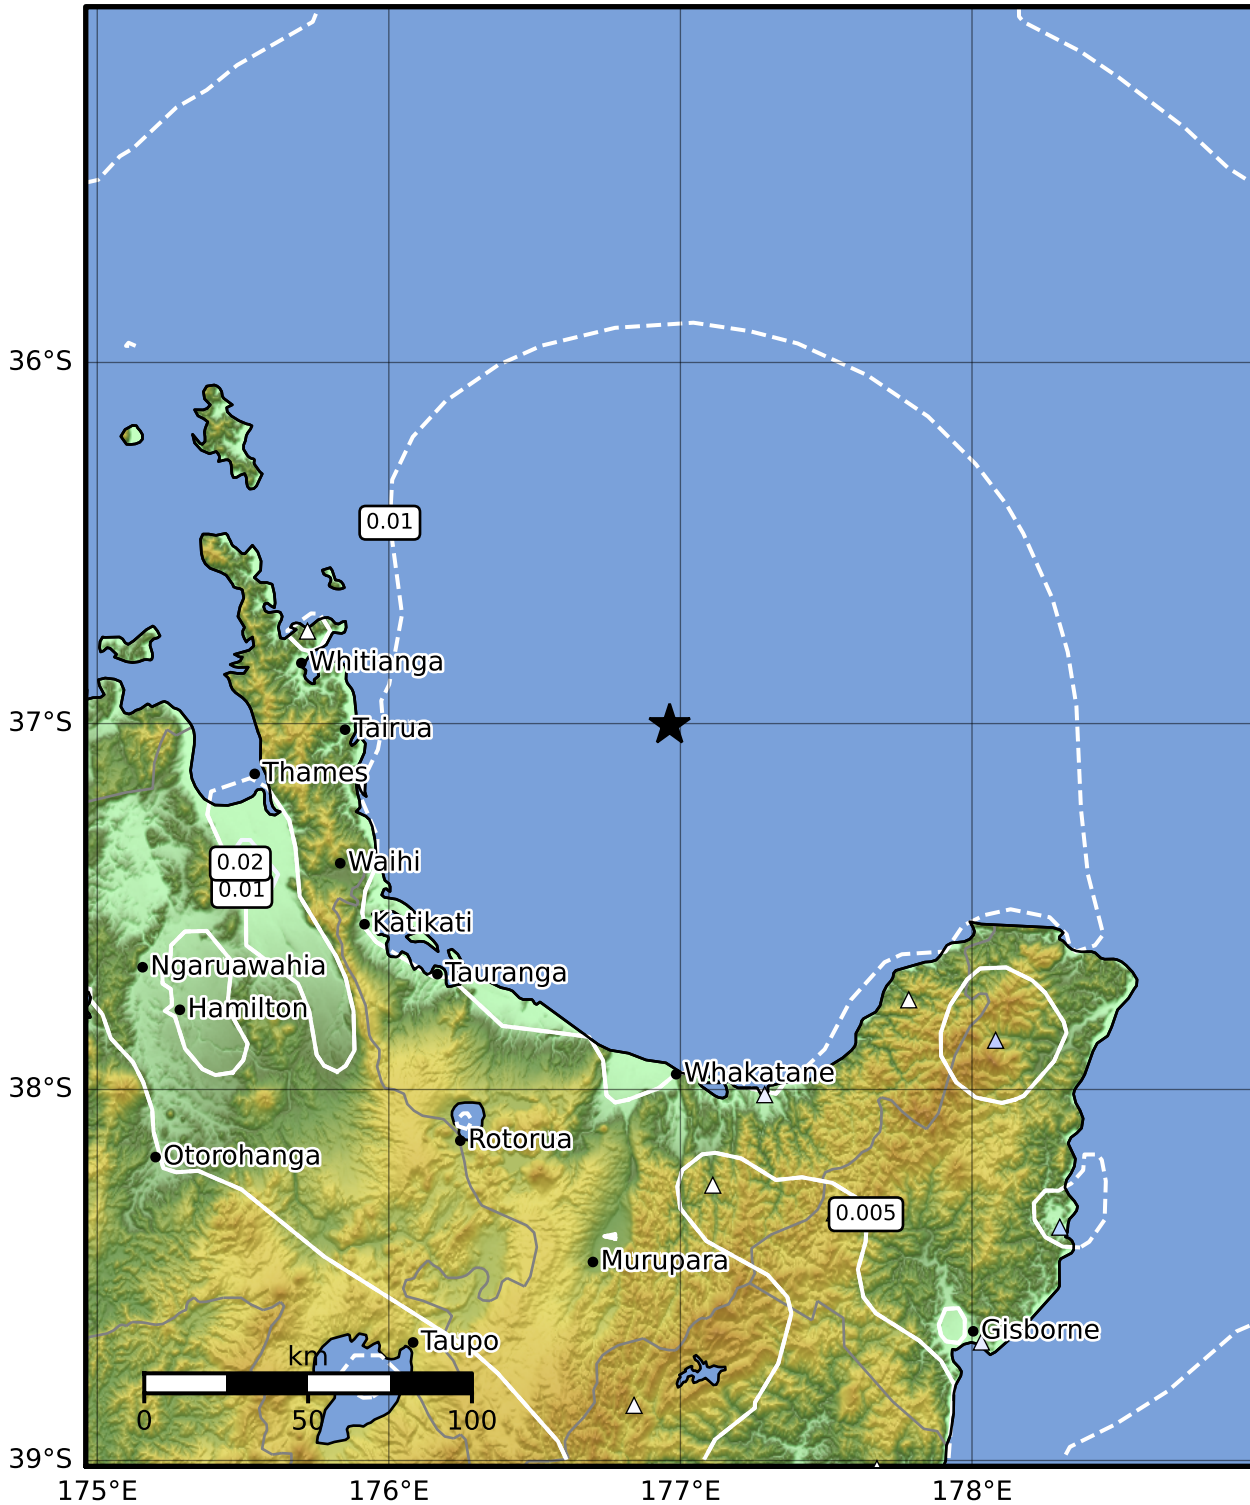 36°S
0.01
Whitianga
37°S
Tairua
Thames
Waihi
0.02
0.01
Katikati
Ngaruawahia
Tauranga
Hamilton
Whakatane
38°S
Rotorua
Otorohanga
0.005
Murupara
Gisborne
Taupo
km
0 50 100
39°S
175°E 176°E 177°E 178°E